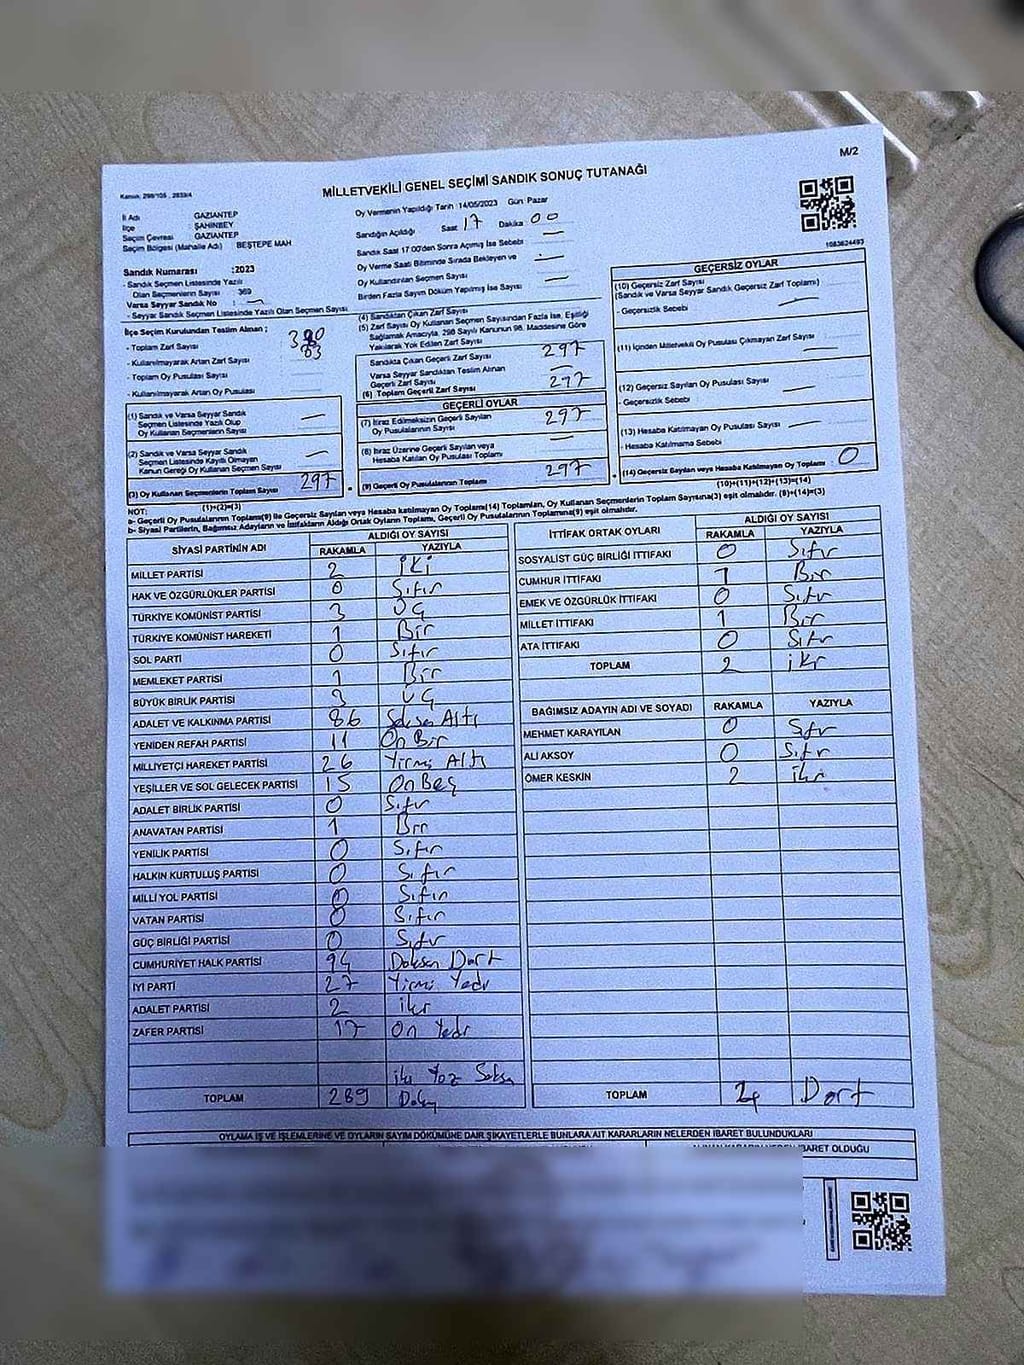 M/2
Kanun: 298/105 , 2839/4
MİLLETVEKİLİ GENEL SEÇİMİ SANDIK SONUÇ TUTANAĞI
1083624493
İl Adı GAZİANTEP
İlçe ŞAHİNBEY
Seçim Çevresi GAZİANTEP
Seçim Bölgesi (Mahalle Adı) BEŞTEPE MAH
Sandık Numarası :2023
- Sandık Seçmen Listesinde Yazılı
Olan Seçmenlerin Sayısı 369
Varsa Seyyar Sandık No : —
- Seyyar Sandık Seçmen Listesinde Yazılı Olan Seçmen Sayısı
Oy Vermenin Yapıldığı Tarih :14/05/2023 Gün Pazar
Sandığın Açıldığı Saat 17 Dakika 00
Sandık Saat 17:00'den Sonra Açmış İse Sebebi —
Oy Verme Saati Bitiminde Sırada Bekleyen ve
Oy Kullandırılan Seçmen Sayısı —
Birden Fazla Sayım Döküm Yapılmış İse Sayısı —
İlçe Seçim Kurulundan Teslim Alınan ;
- Toplam Zarf Sayısı 380
- Kullanılmayarak Artan Zarf Sayısı 83
- Toplam Oy Pusulası Sayısı
- Kullanılmayarak Artan Oy Pusulası
(1) Sandık ve Varsa Seyyar Sandık
Seçmen Listesinde Yazılı Olup
Oy Kullanan Seçmenlerin Sayısı —
(2) Sandık ve Varsa Seyyar Sandık
Seçmen Listesinde Kayıtlı Olmayan
Kanun Gereği Oy Kullanan Seçmen Sayısı —
(3) Oy Kullanan Seçmenlerin Toplam Sayısı 297
(1)+(2)=(3)
(4) Sandıktan Çıkan Zarf Sayısı
(5) Zarf Sayısı Oy Kullanan Seçmen Sayısından Fazla İse, Eşitliği
Sağlamak Amacıyla, 298 Sayılı Kanunun 98. Maddesine Göre
Yakılarak Yok Edilen Zarf Sayısı
Sandıkta Çıkan Geçerli Zarf Sayısı 297
Varsa Seyyar Sandıktan Teslim Alınan
Geçerli Zarf Sayısı —
(6) Toplam Geçerli Zarf Sayısı 297
GEÇERLİ OYLAR
(7) İtiraz Edilmeksizin Geçerli Sayılan
Oy Pusulalarının Sayısı 297
(8) İtiraz Üzerine Geçerli Sayılan veya
Hesaba Katılan Oy Pusulası Toplamı —
(9) Geçerli Oy Pusulalarının Toplamı 297
GEÇERSİZ OYLAR
(10) Geçersiz Zarf Sayısı
(Sandık ve Varsa Seyyar Sandık Geçersiz Zarf Toplamı) —
- Geçersizlik Sebebi
(11) İçinden Milletvekili Oy Pusulası Çıkmayan Zarf Sayısı —
(12) Geçersiz Sayılan Oy Pusulası Sayısı —
- Geçersizlik Sebebi
(13) Hesaba Katılmayan Oy Pusulası Sayısı —
- Hesaba Katılmama Sebebi
(14) Geçersiz Sayılan veya Hesaba Katılmayan Oy Toplamı 0
(10)+(11)+(12)+(13)=(14)
NOT:
a- Geçerli Oy Pusulalarının Toplamı(9) ile Geçersiz Sayılan veya Hesaba katılmayan Oy Toplamı(14) Toplamları, Oy Kullanan Seçmenlerin Toplam Sayısına(3) eşit olmalıdır. (9)+(14)=(3)
b- Siyasi Partilerin, Bağımsız Adayların ve İttifakların Aldığı Ortak Oyların Toplamı, Geçerli Oy Pusulalarının Toplamına(9) eşit olmalıdır.
SİYASİ PARTİNİN ADI ALDIĞI OY SAYISI
RAKAMLA YAZIYLA
MİLLET PARTİSİ 2 iki
HAK VE ÖZGÜRLÜKLER PARTİSİ 0 Sıfır
TÜRKİYE KOMÜNİST PARTİSİ 3 ÜÇ
TÜRKİYE KOMÜNİST HAREKETİ 1 Bir
SOL PARTİ 0 Sıfır
MEMLEKET PARTİSİ 1 Bir
BÜYÜK BİRLİK PARTİSİ 3 ÜÇ
ADALET VE KALKINMA PARTİSİ 86 Seksen Altı
YENİDEN REFAH PARTİSİ 11 On Bir
MİLLİYETÇİ HAREKET PARTİSİ 26 Yirmi Altı
YEŞİLLER VE SOL GELECEK PARTİSİ 15 On Beş
ADALET BİRLİK PARTİSİ 0 Sıfır
ANAVATAN PARTİSİ 1 Bir
YENİLİK PARTİSİ 0 Sıfır
HALKIN KURTULUŞ PARTİSİ 0 Sıfır
MİLLİ YOL PARTİSİ 0 Sıfır
VATAN PARTİSİ 0 Sıfır
GÜÇ BİRLİĞİ PARTİSİ 0 Sıfır
CUMHURİYET HALK PARTİSİ 94 Doksan Dört
İYİ PARTİ 27 Yirmi Yedi
ADALET PARTİSİ 2 iki
ZAFER PARTİSİ 17 On Yedi
TOPLAM 289 iki Yüz Seksen
İTTİFAK ORTAK OYLARI ALDIĞI OY SAYISI
RAKAMLA YAZIYLA
SOSYALİST GÜÇ BİRLİĞİ İTTİFAKI 0 Sıfır
CUMHUR İTTİFAKI 1 Bir
EMEK VE ÖZGÜRLÜK İTTİFAKI 0 Sıfır
MİLLET İTTİFAKI 1 Bir
ATA İTTİFAKI 0 Sıfır
TOPLAM 2 iki
BAĞIMSIZ ADAYIN ADI VE SOYADI RAKAMLA YAZIYLA
MEHMET KARAYILAN 0 Sıfır
ALİ AKSOY 0 Sıfır
ÖMER KESKİN 2 iki
TOPLAM Dört
OYLAMA İŞ VE İŞLEMLERİNE VE OYLARIN SAYIM DÖKÜMÜNE DAİR ŞİKAYETLERLE BUNLARA AİT KARARLARIN NELERDEN İBARET BULUNDUKLARI
İBARET OLDUĞU